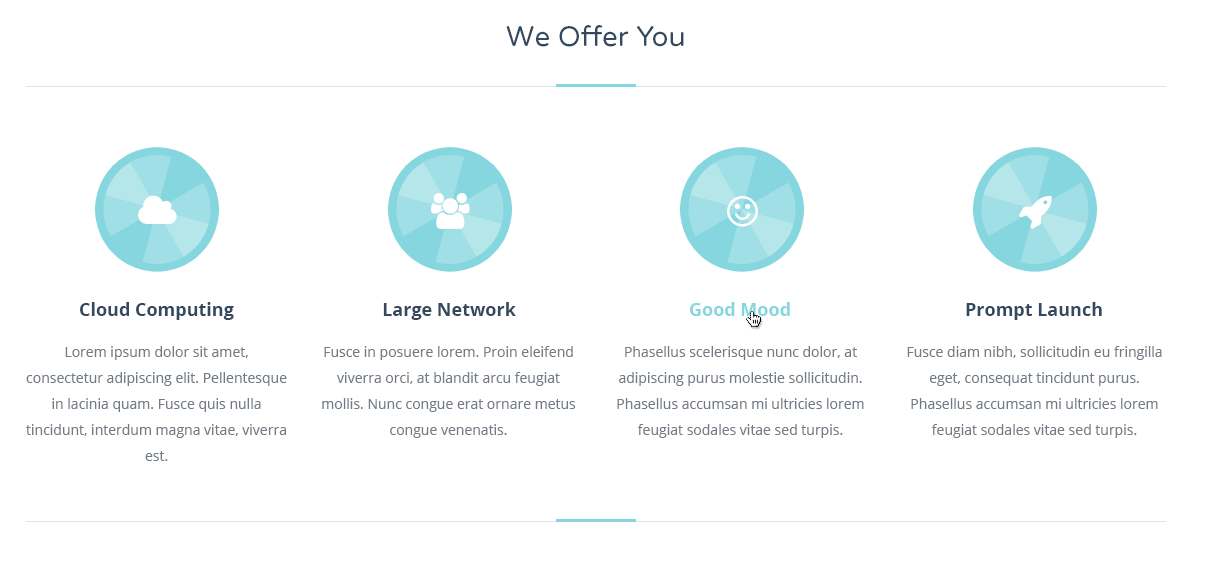 We Offer You
Cloud Computing
Lorem ipsum dolor sit amet,
consectetur adipiscing elit. Pellentesque
in lacinia quam. Fusce quis nulla
tincidunt, interdum magna vitae, viverra
est.
Large Network
Fusce in posuere lorem. Proin eleifend
viverra orci, at blandit arcu feugiat
mollis. Nunc congue erat ornare metus
congue venenatis.
Good Mood
Phasellus scelerisque nunc dolor, at
adipiscing purus molestie sollicitudin.
Phasellus accumsan mi ultricies lorem
feugiat sodales vitae sed turpis.
Prompt Launch
Fusce diam nibh, sollicitudin eu fringilla
eget, consequat tincidunt purus.
Phasellus accumsan mi ultricies lorem
feugiat sodales vitae sed turpis.